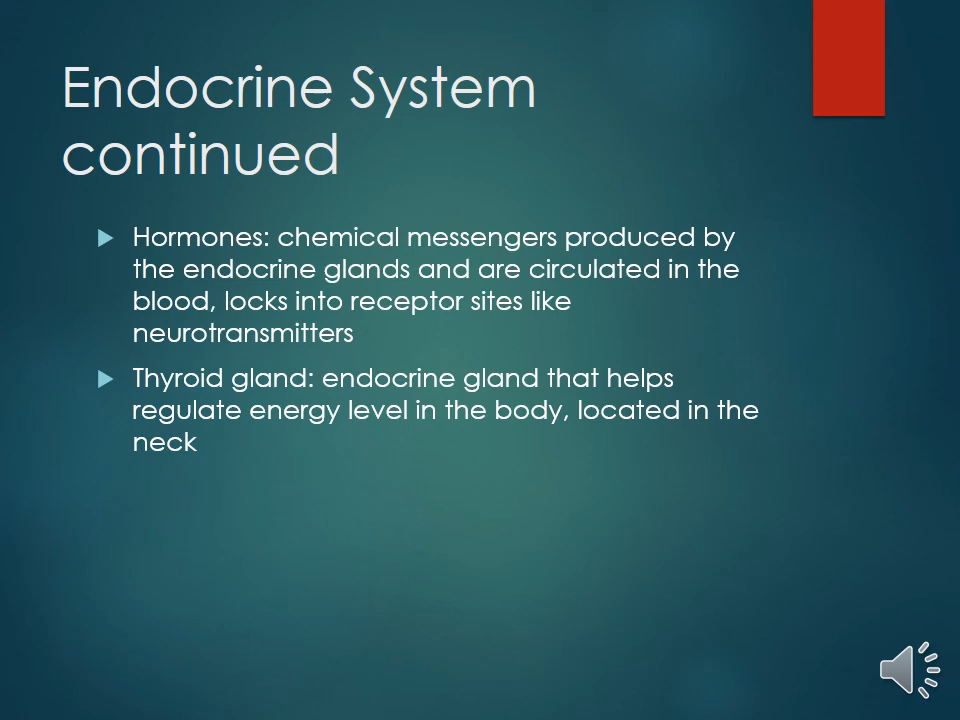 Endocrine System
continued
Hormones: chemical messengers produced by
the endocrine glands and are circulated in the
blood, locks into receptor sites like
neurotransmitters
Thyroid gland: endocrine gland that helps
regulate energy level in the body, located in the
neck